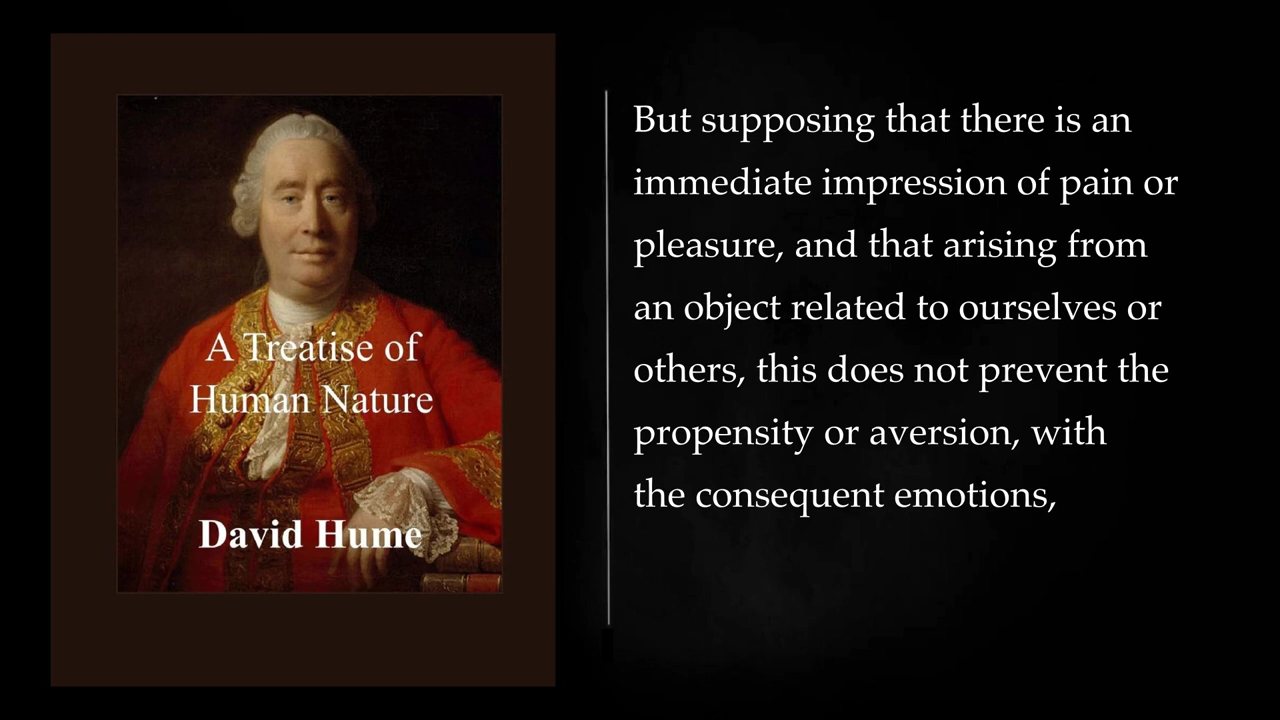 A Treatise of
Human Nature
David Hume
But supposing that there is an
immediate impression of pain or
pleasure, and that arising from
an object related to ourselves or
others, this does not prevent the
propensity or aversion, with
the consequent emotions,